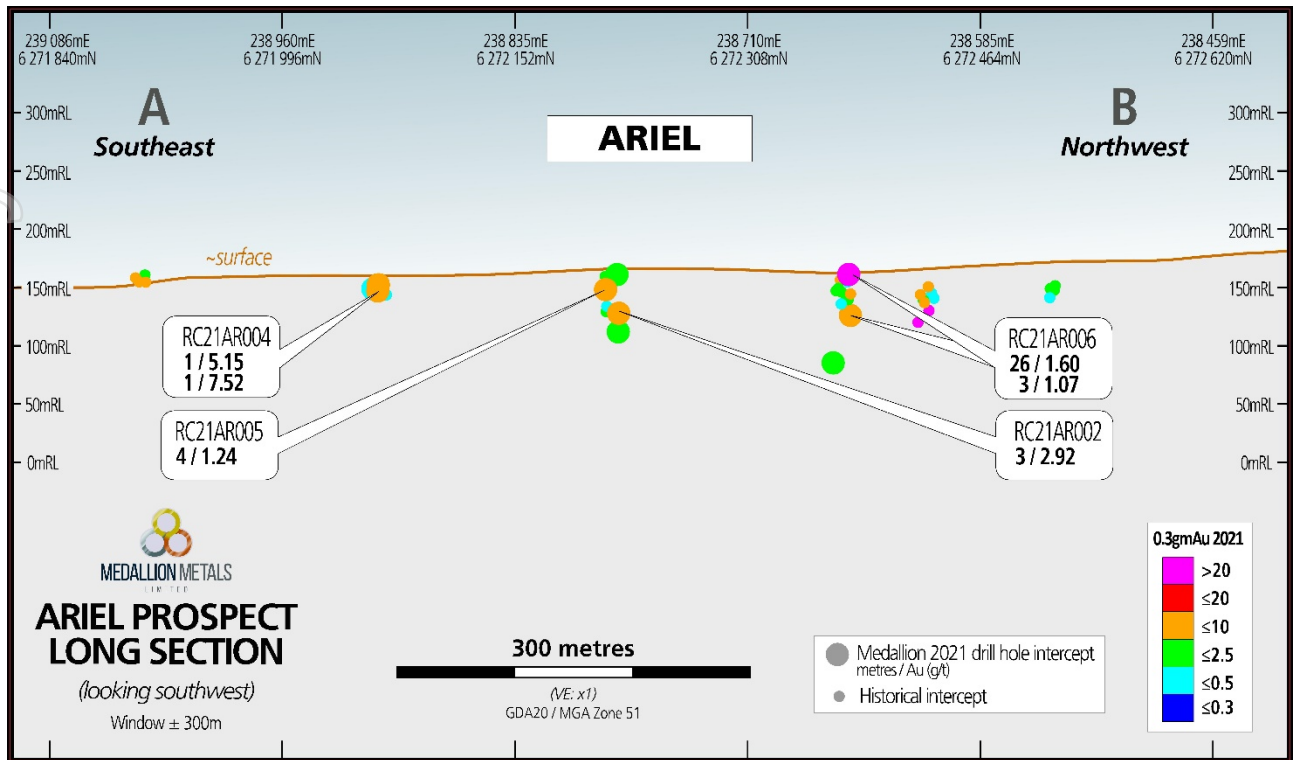 239 086mE 238 960mE 238 835mE 238 710mE 238 585mE 238 459mE
6 271 840mN 6 271 996mN 6 272 152mN 6 272 308mN 6 272 464mN 6 272 620mN
A
Southeast
ARIEL
B
Northwest
300mRL 300mRL
250mRL 250mRL
200mRL 200mRL
~surface
150mRL 150mRL
100mRL 100mRL
50mRL 50mRL
0mRL 0mRL
RC21AR004
1 / 5.15
1 / 7.52
RC21AR005
4 / 1.24
RC21AR006
26 / 1.60
3 / 1.07
RC21AR002
3 / 2.92
MEDALLION METALS
LIMITED
ARIEL PROSPECT
LONG SECTION
(looking southwest)
Window ± 300m
300 metres
(VE: x1)
GDA20 / MGA Zone 51
Medallion 2021 drill hole intercept
metres / Au (g/t)
Historical intercept
0.3gmAu 2021
>20
≤20
≤10
≤2.5
≤0.5
≤0.3